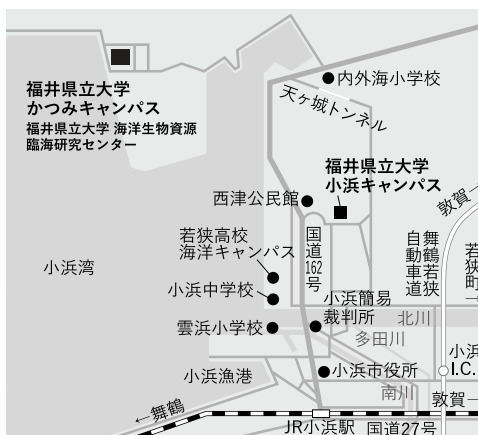 福井県立大学
かつみキャンパス
福井県立大学 海洋生物資源
臨海研究センター
内外海小学校
天ヶ城トンネル
福井県立大学
小浜キャンパス
西津公民館
敦賀→
国道162号
舞鶴若狭
自動車道
若狭町→
若狭高校
海洋キャンパス
小浜湾
小浜中学校
小浜簡易
裁判所
北川
雲浜小学校
多田川
小浜
I.C.
小浜漁港
小浜市役所
南川
敦賀→
←舞鶴
JR小浜駅
国道27号